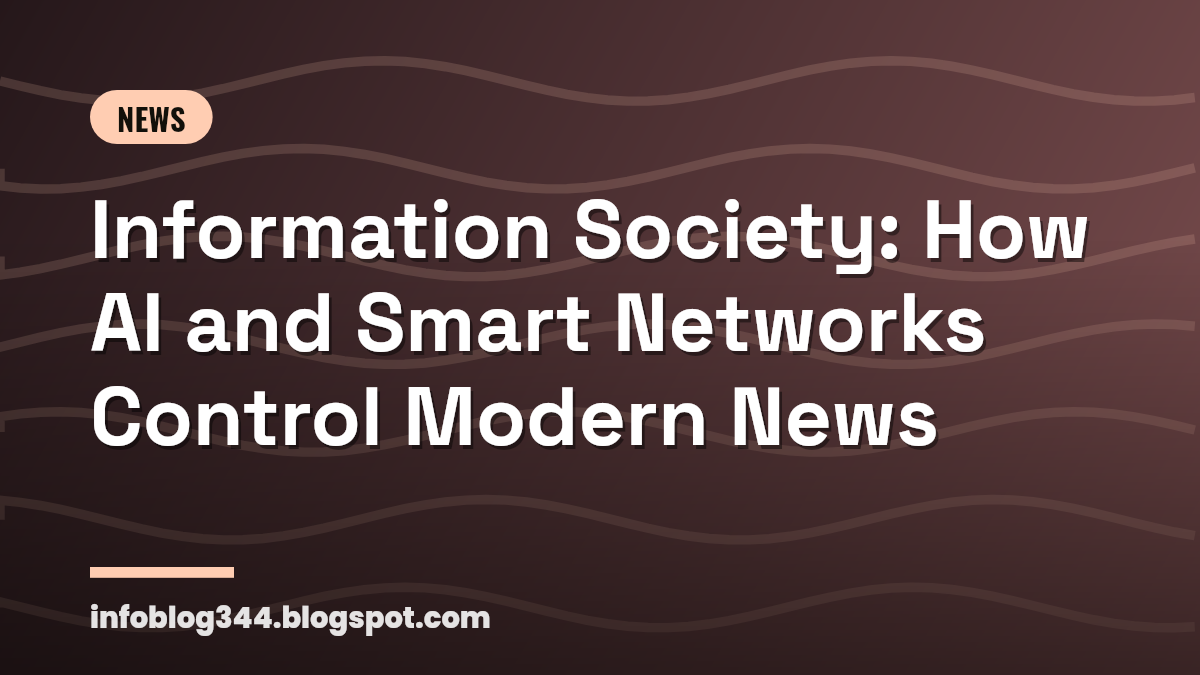 NEWS
Information Society: How
AI and Smart Networks
Control Modern News
infoblog344.blogspot.com